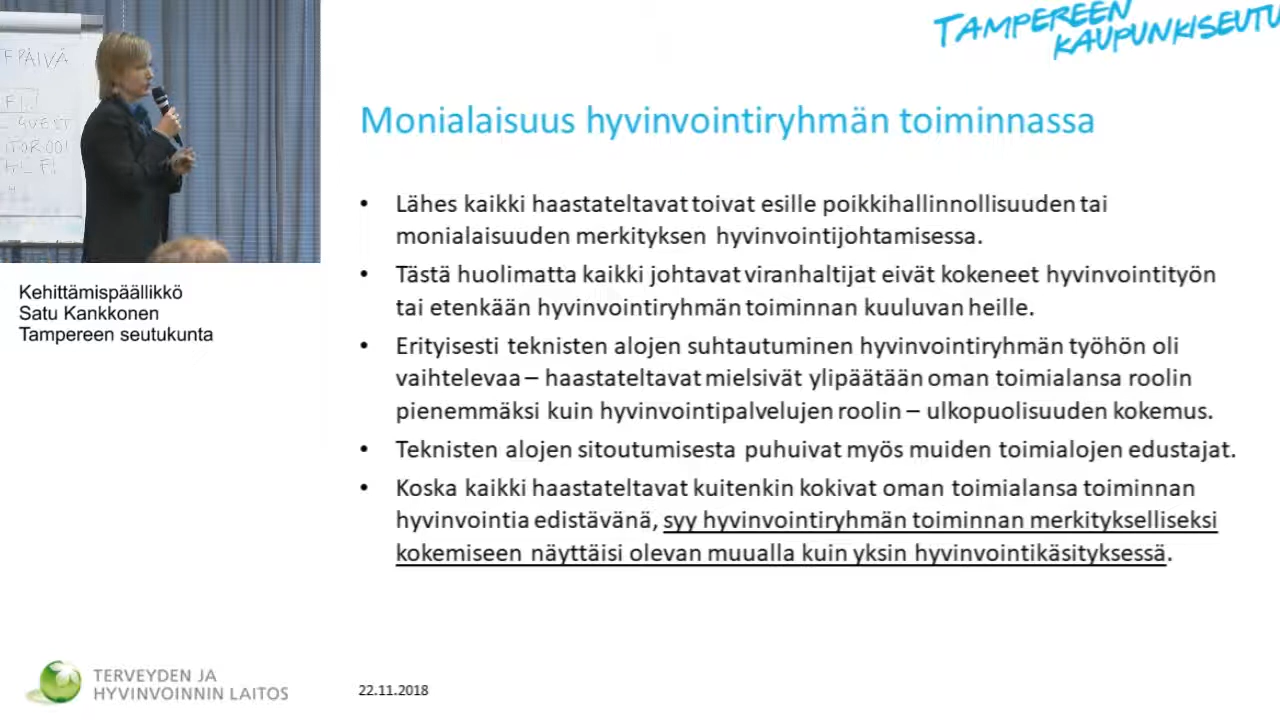 TAMPEREEN
KAUPUNKISEUTU
PÄIVÄ
Monialaisuus hyvinvointiryhmän toiminnassa
• Lähes kaikki haastateltavat toivat esille poikkihallinnollisuuden tai
monialaisuuden merkityksen hyvinvointijohtamisessa.
• Tästä huolimatta kaikki johtavat viranhaltijat eivät kokeneet hyvinvointityön
tai etenkään hyvinvointiryhmän toiminnan kuuluvan heille.
• Erityisesti teknisten alojen suhtautuminen hyvinvointiryhmän työhön oli
vaihtelevaa – haastateltavat mielsivät ylipäätään oman toimialansa roolin
pienemmäksi kuin hyvinvointipalvelujen roolin – ulkopuolisuuden kokemus.
• Teknisten alojen sitoutumisesta puhuivat myös muiden toimialojen edustajat.
• Koska kaikki haastateltavat kuitenkin kokivat oman toimialansa toiminnan
hyvinvointia edistävänä, syy hyvinvointiryhmän toiminnan merkitykselliseksi
kokemiseen näyttäisi olevan muualla kuin yksin hyvinvointikäsityksessä.
Kehittämispäällikkö
Satu Kankkonen
Tampereen seutukunta
TERVEYDEN JA
HYVINVOINNIN LAITOS
22.11.2018